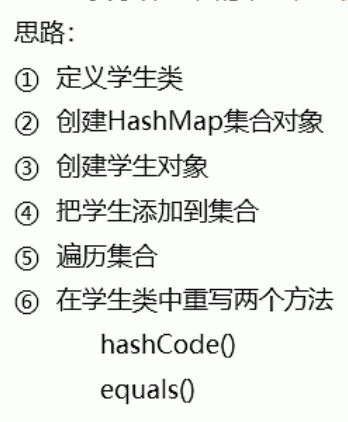 思路：
① 定义学生类
② 创建HashMap集合对象
③ 创建学生对象
④ 把学生添加到集合
⑤ 遍历集合
⑥ 在学生类中重写两个方法
hashCode()
equals()